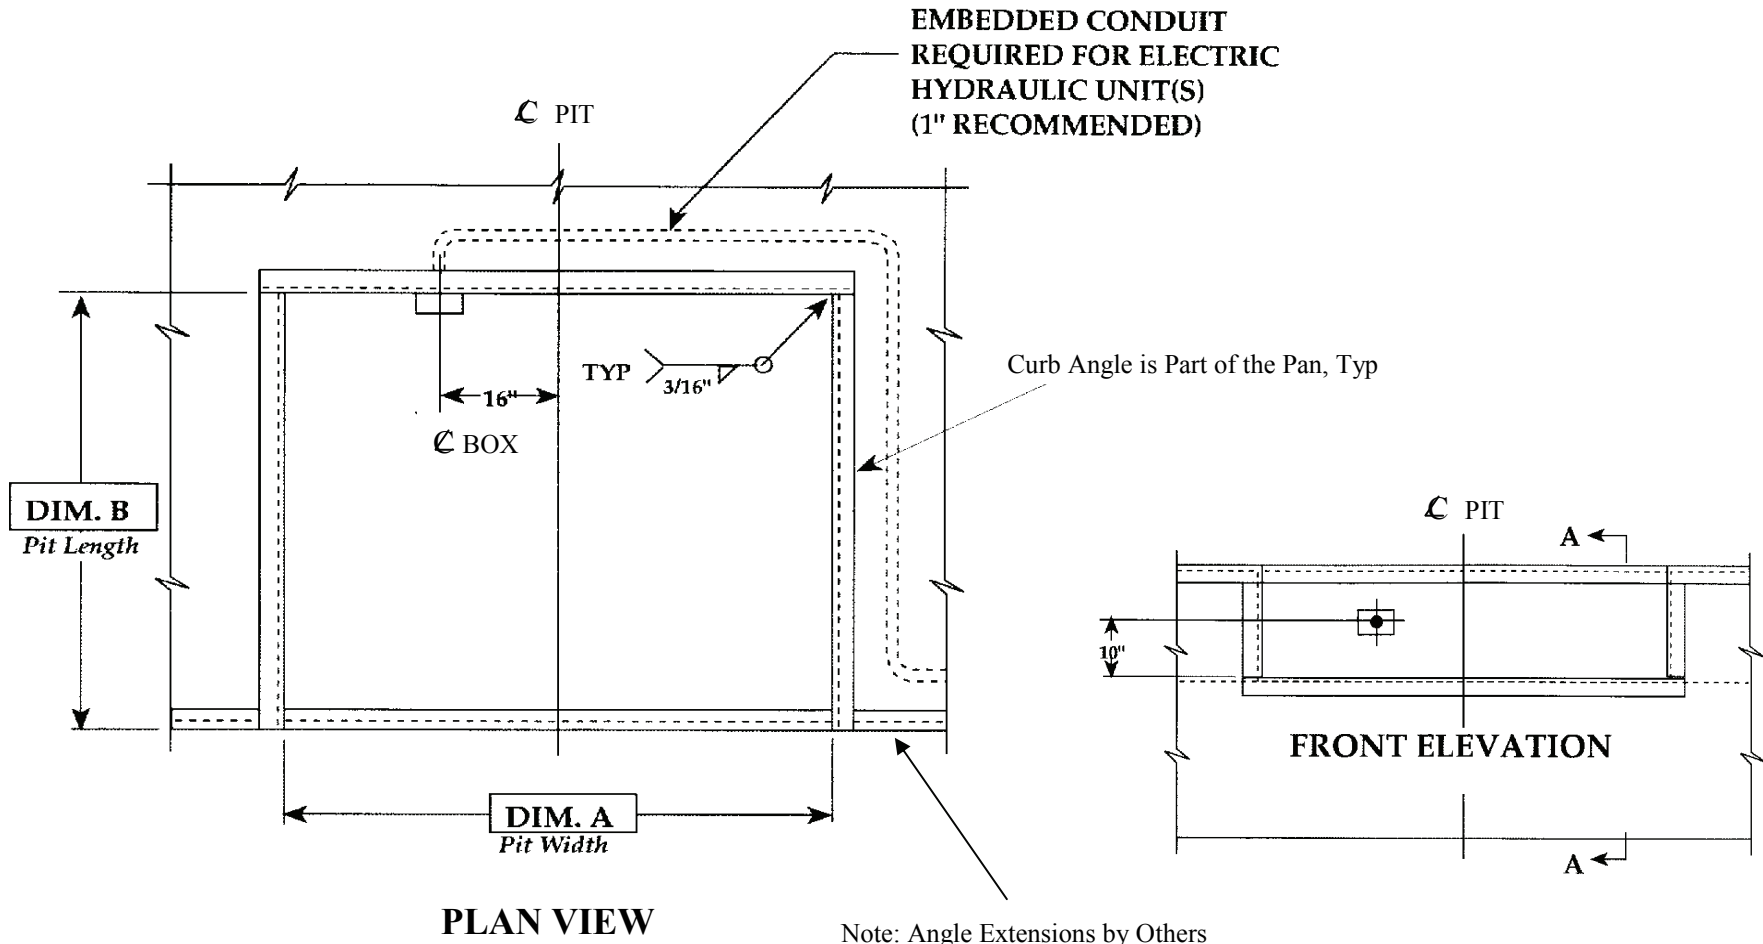 EMBEDDED CONDUIT
REQUIRED FOR ELECTRIC
HYDRAULIC UNIT(S)
(1" RECOMMENDED)
℄ PIT
TYP
3/16"
16"
℄ BOX
Curb Angle is Part of the Pan, Typ
DIM. B
Pit Length
DIM. A
Pit Width
PLAN VIEW
Note: Angle Extensions by Others
℄ PIT
A
10"
FRONT ELEVATION
A